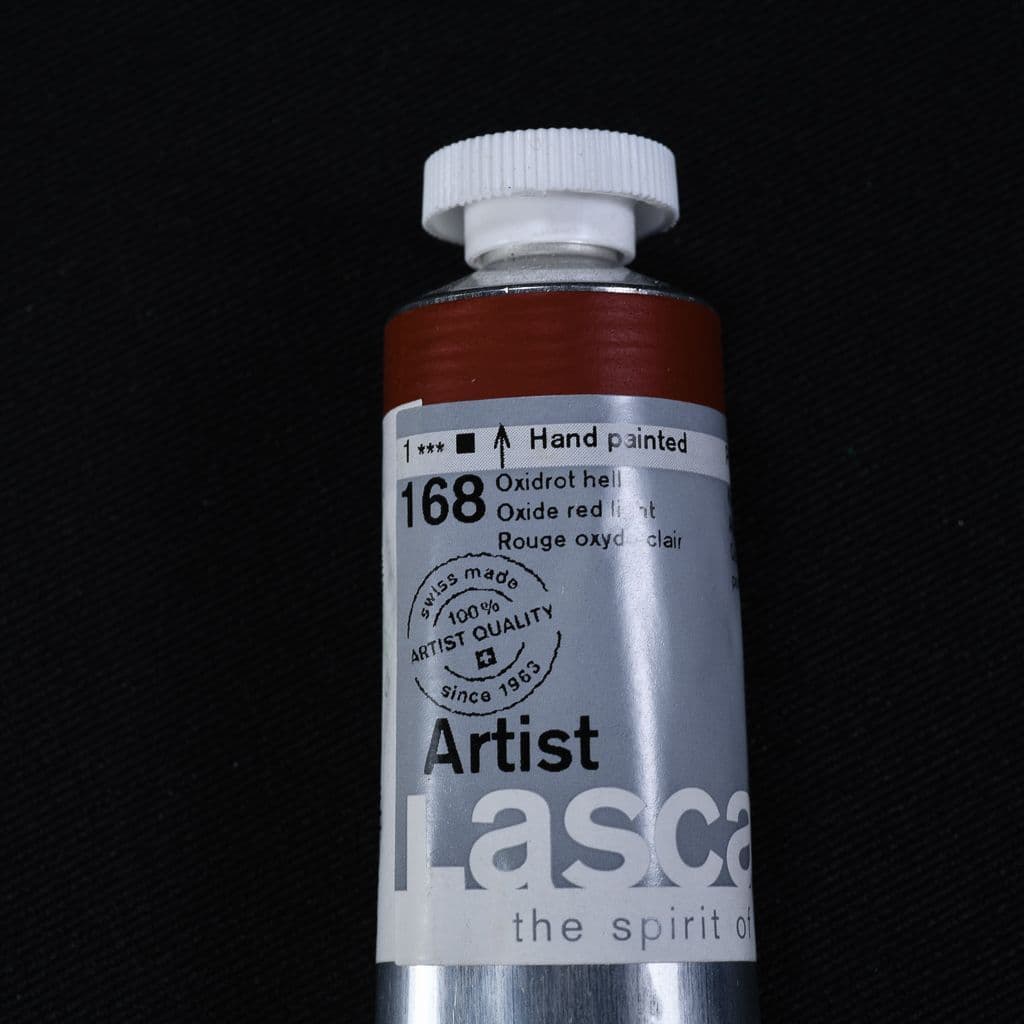 1 *** ■ ↑ Hand painted
168
Oxidrot hell
Oxide red light
Rouge oxyde clair
swiss made
100%
ARTIST QUALITY
since 1963
Artist
Lasca
the spirit of